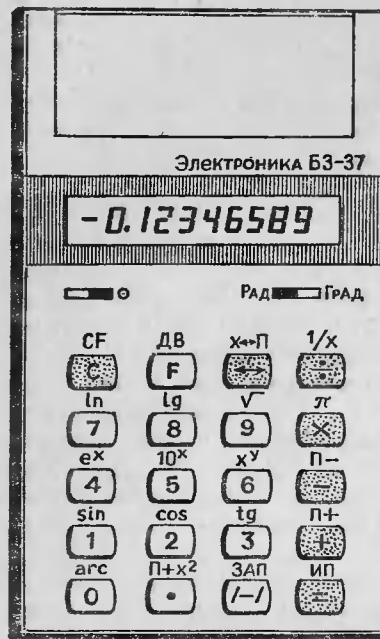 Электроника Б3-37
-0.12346589
Рад Град
CF ДВ x↔П 1/x
C F ↔ ÷
ln lg √ π
7 8 9 ×
eˣ 10ˣ xʸ П-
4 5 6 -
sin cos tg П+
1 2 3 +
arc П+x² ЗАП ИП
0 • /-/ =